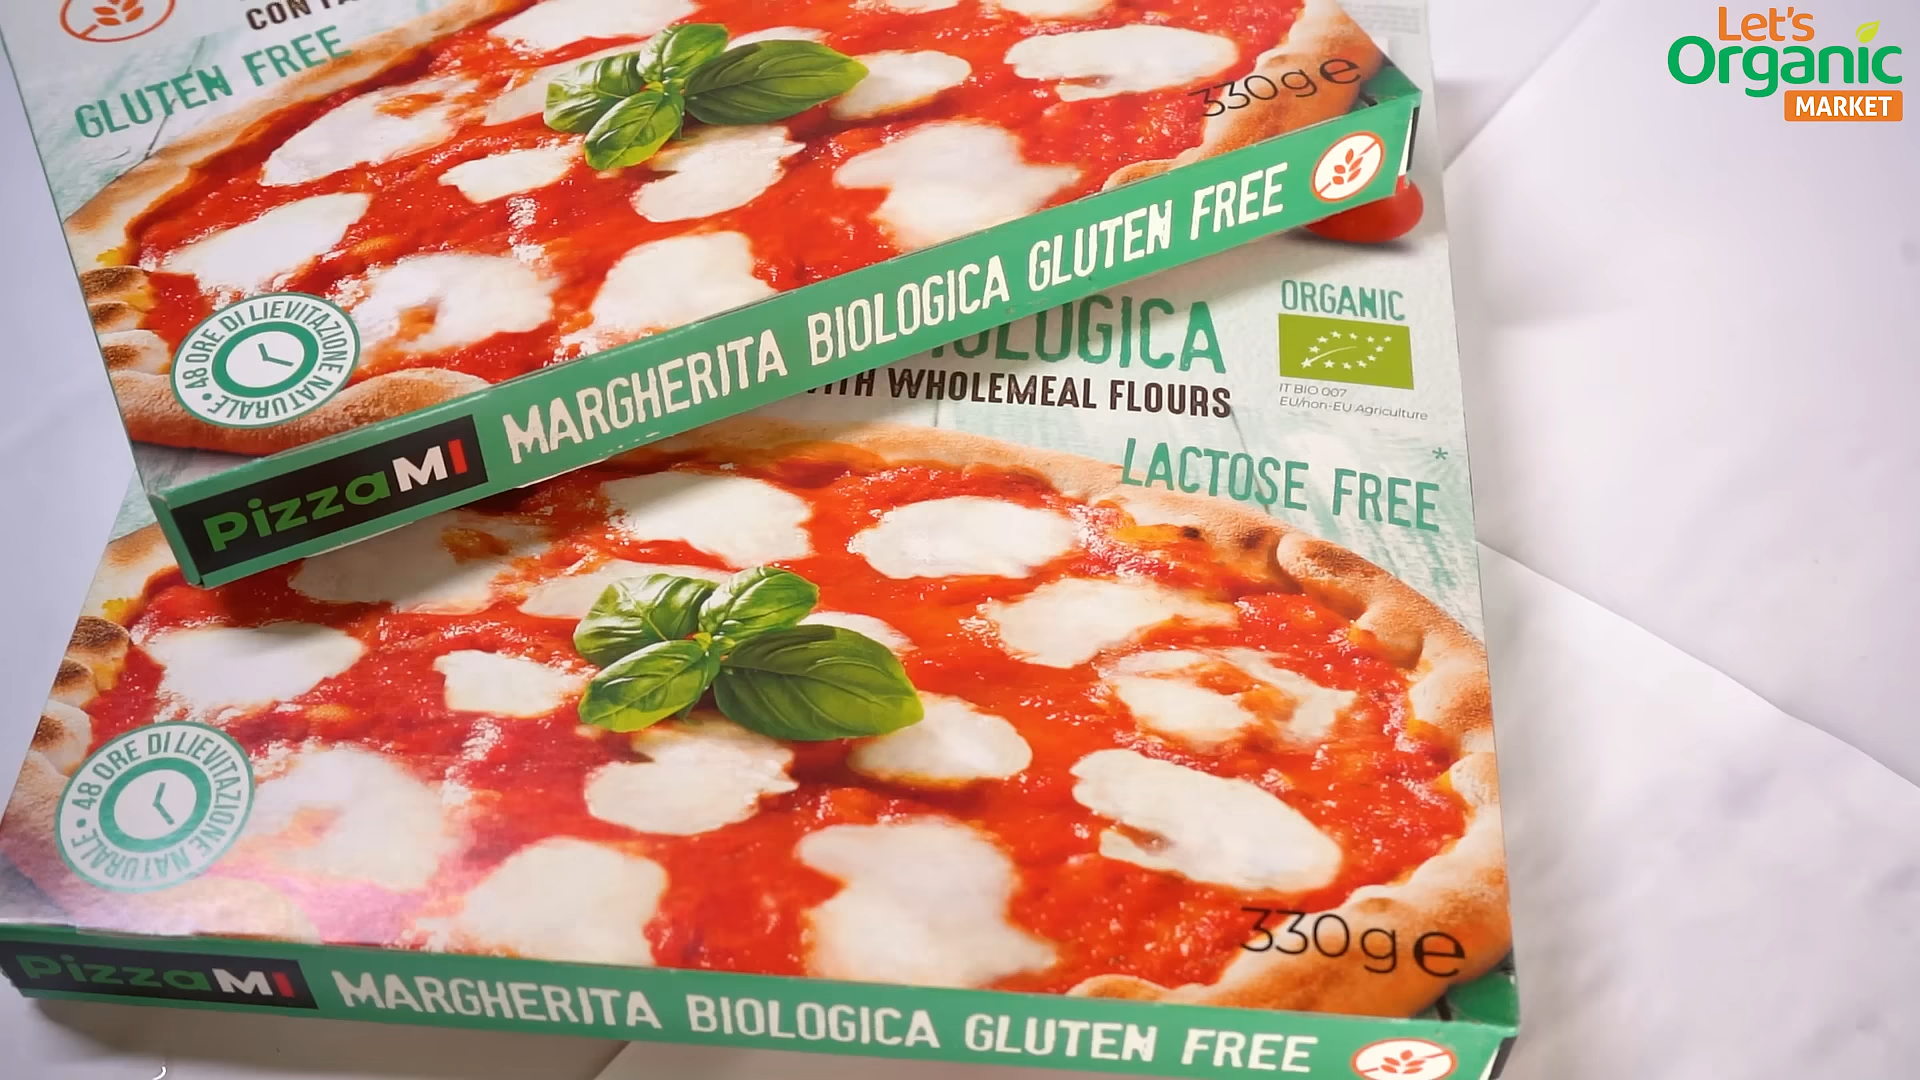 Let's
Organic
MARKET
CON
GLUTEN FREE
330g e
48 ORE DI LIEVITAZIONE NATURALE •
PizzaMI MARGHERITA BIOLOGICA GLUTEN FREE
ORGANIC
WHOLEMEAL FLOURS
IT BIO 007
EU/non-EU Agriculture
LACTOSE FREE *
48 ORE DI LIEVITAZIONE NATURALE •
330g e
PizzaMI MARGHERITA BIOLOGICA GLUTEN FREE